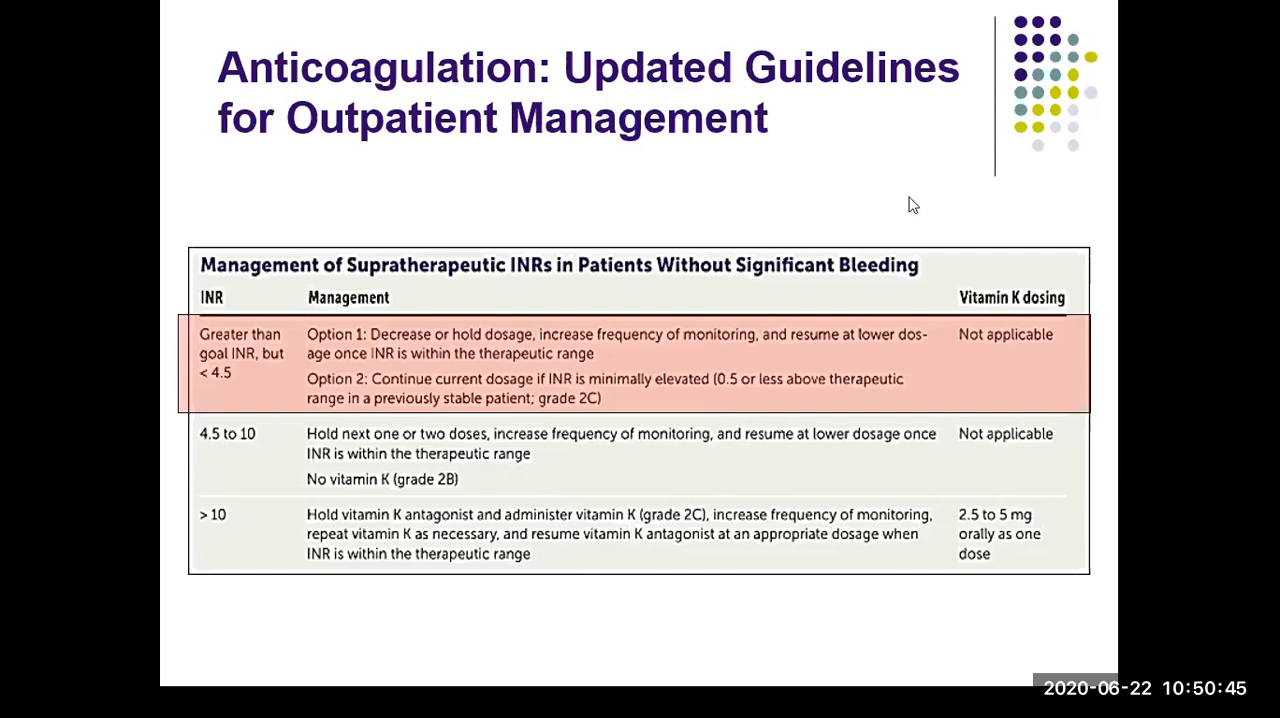 Anticoagulation: Updated Guidelines
for Outpatient Management
Management of Supratherapeutic INRs in Patients Without Significant Bleeding
INR Management Vitamin K dosing
Greater than
goal INR, but
< 4.5
Option 1: Decrease or hold dosage, increase frequency of monitoring, and resume at lower dos-
age once INR is within the therapeutic range
Option 2: Continue current dosage if INR is minimally elevated (0.5 or less above therapeutic
range in a previously stable patient; grade 2C)
Not applicable
4.5 to 10
Hold next one or two doses, increase frequency of monitoring, and resume at lower dosage once
INR is within the therapeutic range
No vitamin K (grade 2B)
Not applicable
> 10
Hold vitamin K antagonist and administer vitamin K (grade 2C), increase frequency of monitoring,
repeat vitamin K as necessary, and resume vitamin K antagonist at an appropriate dosage when
INR is within the therapeutic range
2.5 to 5 mg
orally as one
dose
2020-06-22 10:50:45